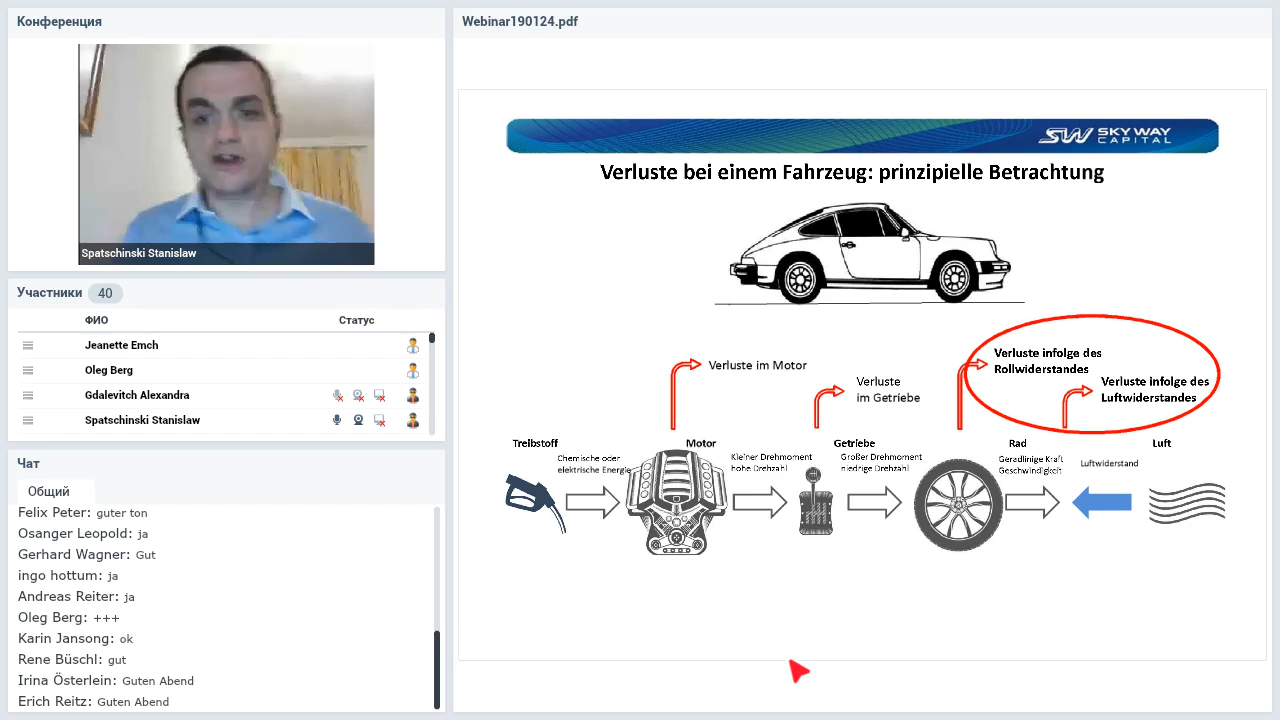 Конференция
Spatschinski Stanislaw
Участники 40
ФИО Статус
Jeanette Emch
Oleg Berg
Gdalevitch Alexandra
Spatschinski Stanislaw
Чат
Общий
Felix Peter: guter ton
Osanger Leopold: ja
Gerhard Wagner: Gut
ingo hottum: ja
Andreas Reiter: ja
Oleg Berg: +++
Karin Jansong: ok
Rene Büschl: gut
Irina Österlein: Guten Abend
Erich Reitz: Guten Abend
Webinar190124.pdf
SW SKY WAY
CAPITAL
Verluste bei einem Fahrzeug: prinzipielle Betrachtung
Verluste im Motor
Verluste
im Getriebe
Verluste infolge des
Rollwiderstandes
Verluste infolge des
Luftwiderstandes
Treibstoff
Chemische oder
elektrische Energie
Motor
Kleiner Drehmoment
hohe Drehzahl
Getriebe
Großer Drehmoment
niedrige Drehzahl
Rad
Geradlinige Kraft
Geschwindigkeit
Luftwiderstand
Luft